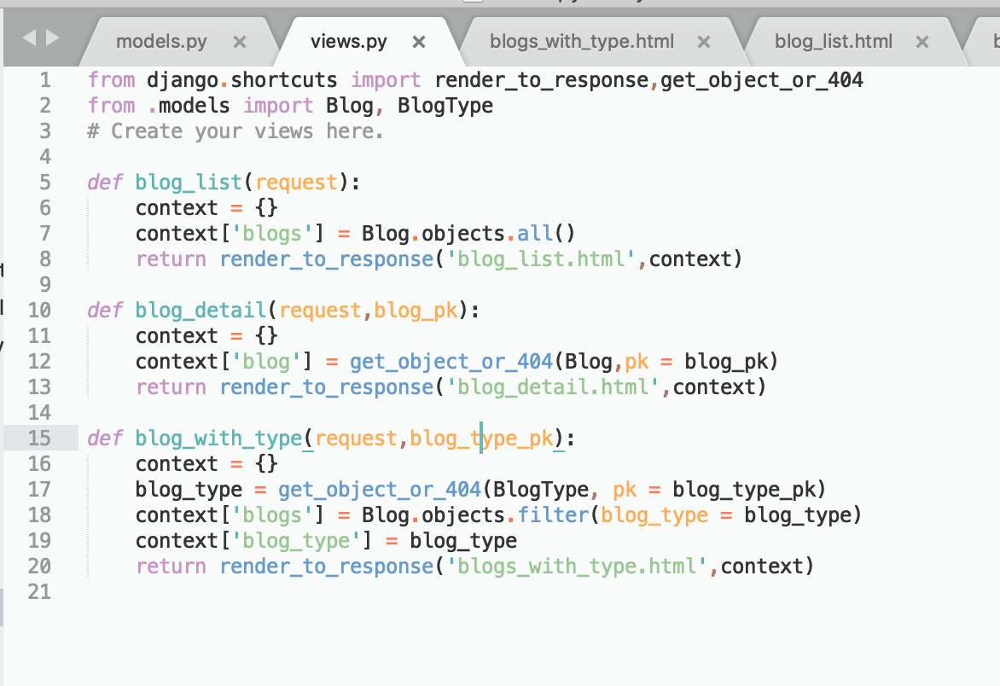 models.py × views.py × blogs_with_type.html × blog_list.html ×
1 from django.shortcuts import render_to_response,get_object_or_404
2 from .models import Blog, BlogType
3 # Create your views here.
4
5 def blog_list(request):
6     context = {}
7     context['blogs'] = Blog.objects.all()
8     return render_to_response('blog_list.html',context)
9
10 def blog_detail(request,blog_pk):
11     context = {}
12     context['blog'] = get_object_or_404(Blog,pk = blog_pk)
13     return render_to_response('blog_detail.html',context)
14
15 def blog_with_type(request,blog_type_pk):
16     context = {}
17     blog_type = get_object_or_404(BlogType, pk = blog_type_pk)
18     context['blogs'] = Blog.objects.filter(blog_type = blog_type)
19     context['blog_type'] = blog_type
20     return render_to_response('blogs_with_type.html',context)
21